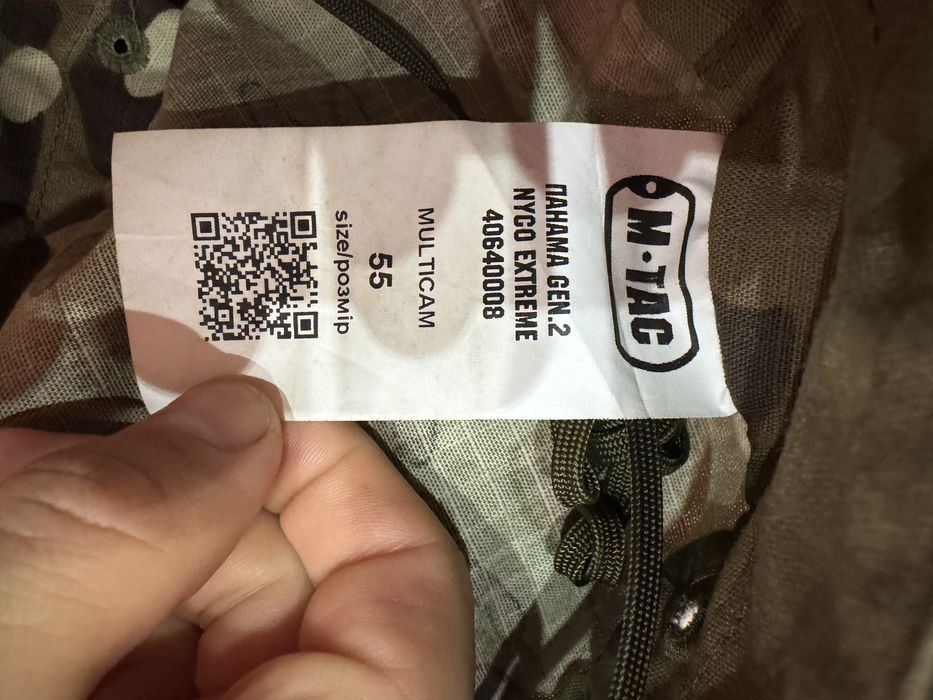 M·TAC
ПАНАМА GEN.2
NYCO EXTREME
40640008
MULTICAM
55
size/розмір